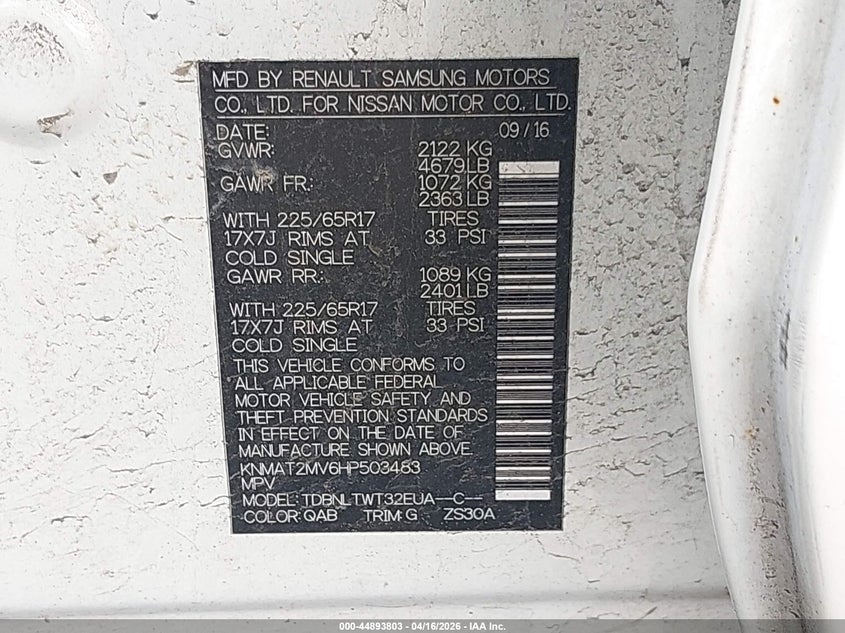 MFD BY RENAULT SAMSUNG MOTORS
CO., LTD. FOR NISSAN MOTOR CO., LTD.
DATE: 09/16
GVWR: 2122 KG
4679LB
GAWR FR.: 1072 KG
2363 LB
WITH 225/65R17 TIRES
17X7J RIMS AT 33 PSI
COLD SINGLE
GAWR RR: 1089 KG
2401 LB
WITH 225/65R17 TIRES
17X7J RIMS AT 33 PSI
COLD SINGLE
THIS VEHICLE CONFORMS TO
ALL APPLICABLE FEDERAL
MOTOR VEHICLE SAFETY AND
THEFT PREVENTION STANDARDS
IN EFFECT ON THE DATE OF
MANUFACTURE SHOWN ABOVE.
KNMAT2MV6HP503483
MPV
MODEL: TDBNLTWT32EUA--C--
COLOR: QAB TRIM: G ZS30A
000-44893803 - 04/16/2026 - IAA Inc.